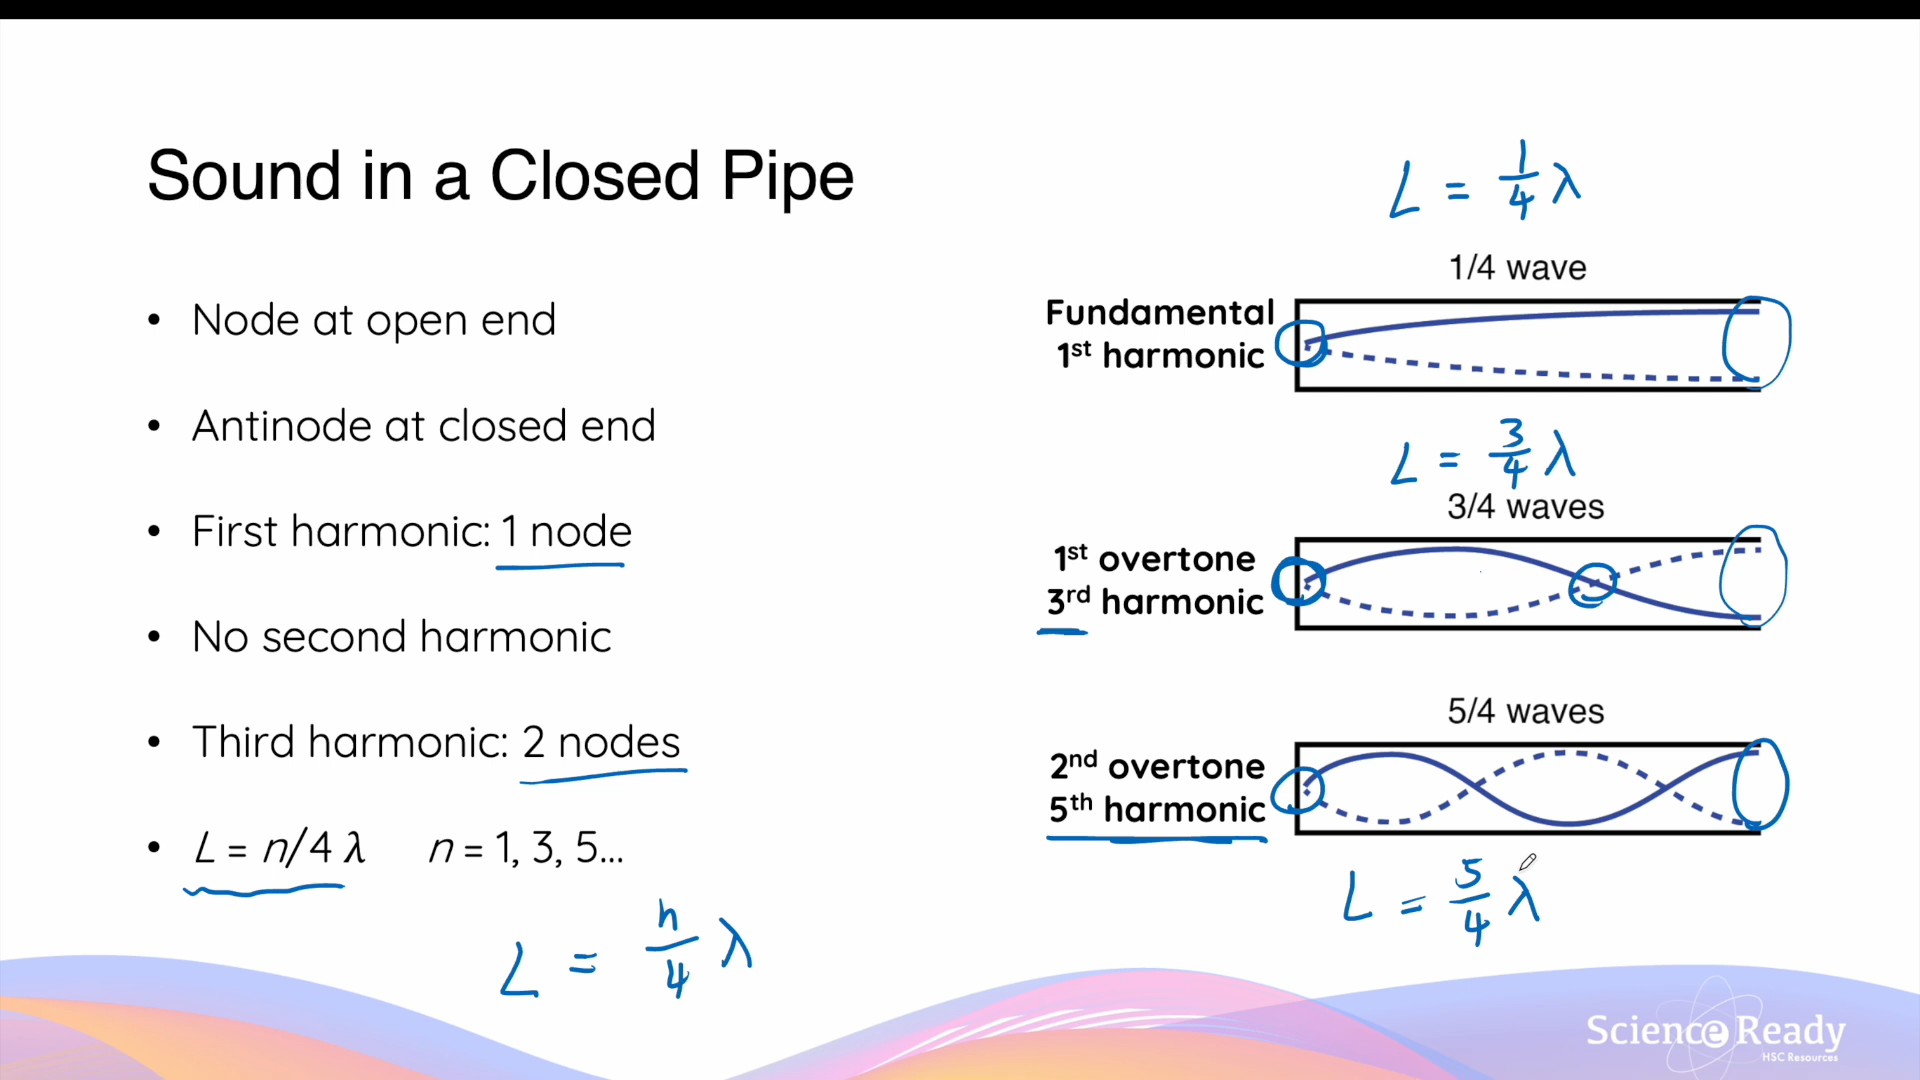 Sound in a Closed Pipe
• Node at open end
• Antinode at closed end
• First harmonic: 1 node
• No second harmonic
• Third harmonic: 2 nodes
• L = n/4 λ n = 1, 3, 5...
L = n/4 λ
L = 1/4 λ
1/4 wave
Fundamental
1st harmonic
L = 3/4 λ
3/4 waves
1st overtone
3rd harmonic
5/4 waves
2nd overtone
5th harmonic
L = 5/4 λ
Science Ready
HSC Resources